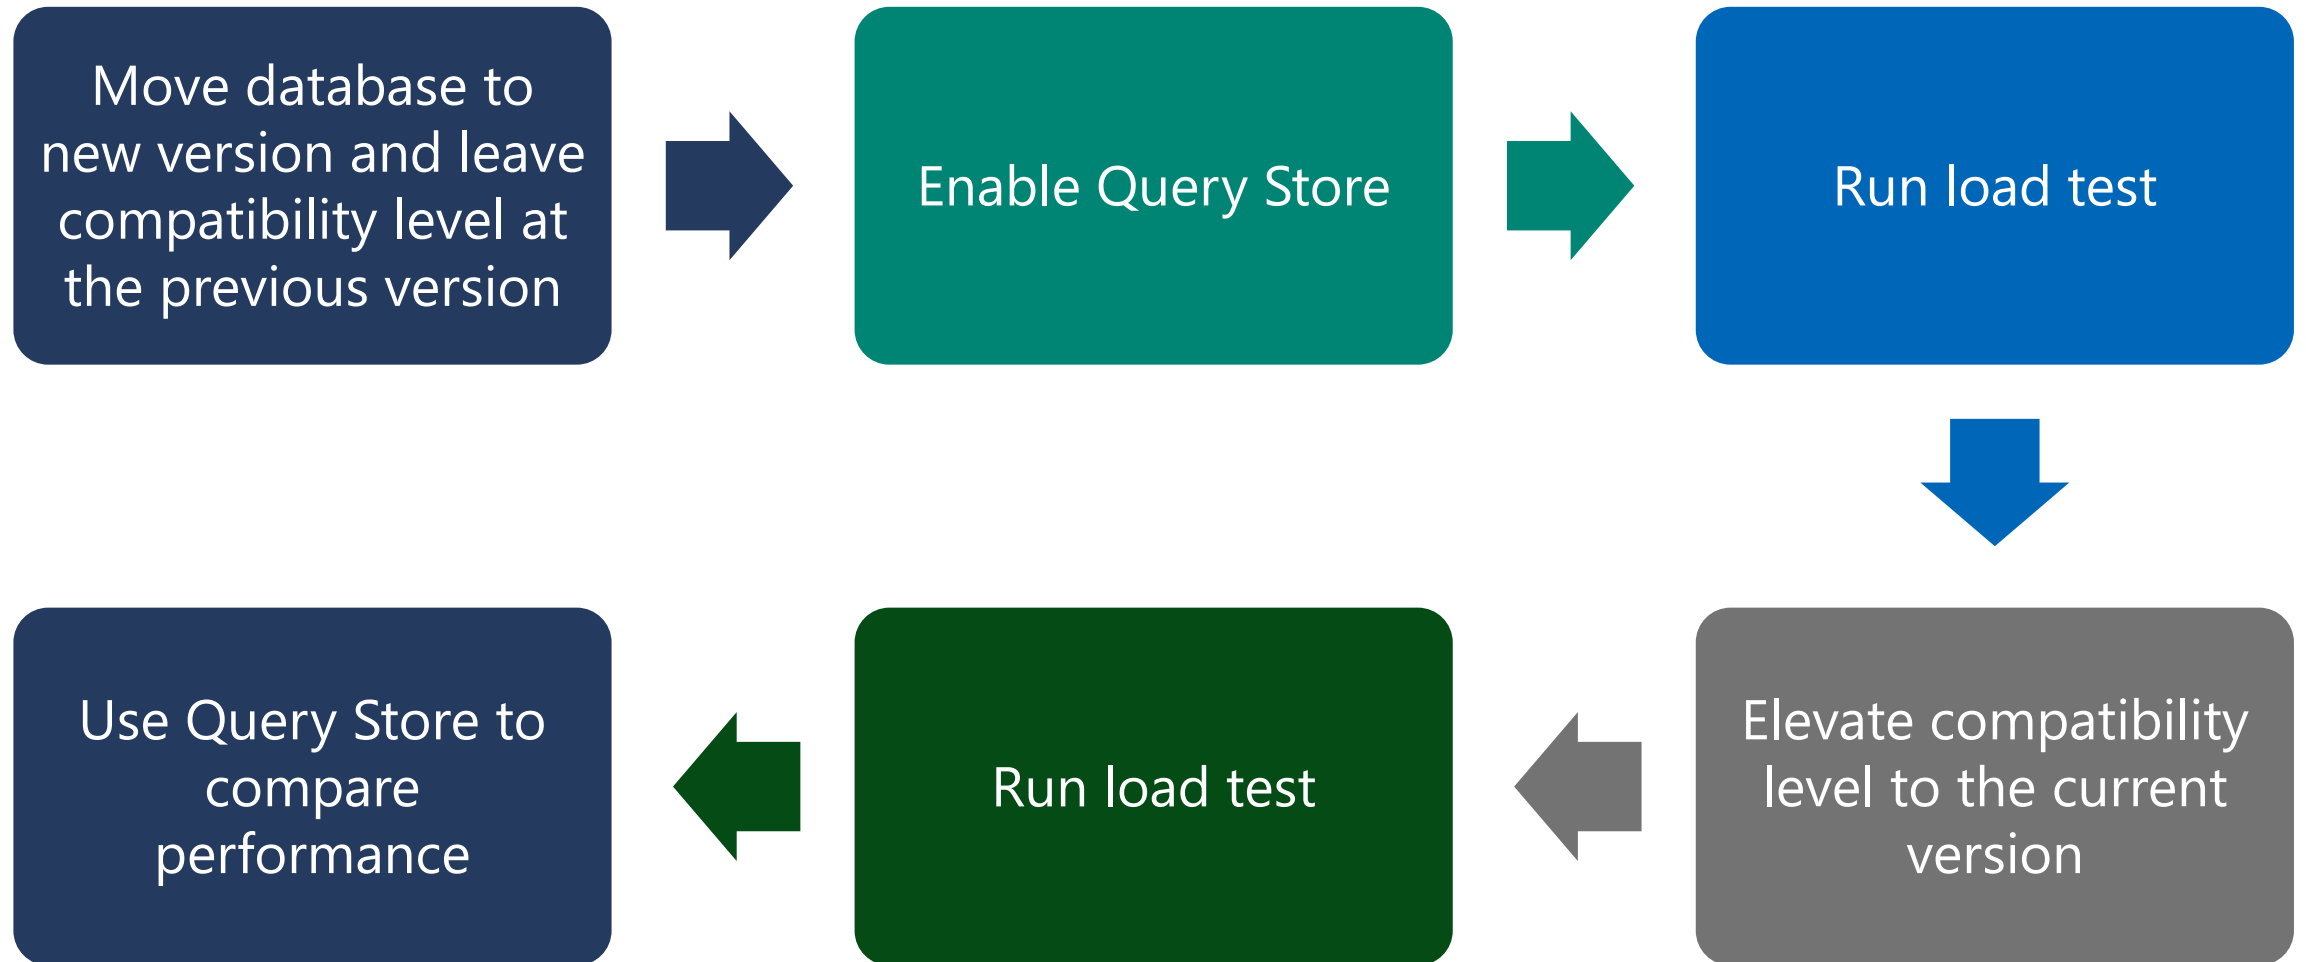 Move database to
new version and leave
compatibility level at
the previous version
Enable Query Store
Run load test
Elevate compatibility
level to the current
version
Run load test
Use Query Store to
compare
performance